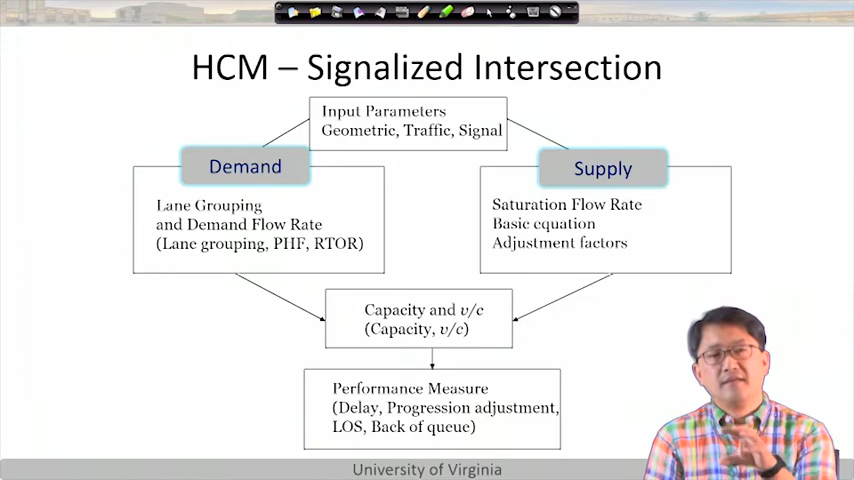 HCM – Signalized Intersection
Input Parameters
Geometric, Traffic, Signal
Demand
Supply
Lane Grouping
and Demand Flow Rate
(Lane grouping, PHF, RTOR)
Saturation Flow Rate
Basic equation
Adjustment factors
Capacity and v/c
(Capacity, v/c)
Performance Measure
(Delay, Progression adjustment,
LOS, Back of queue)
University of Virginia